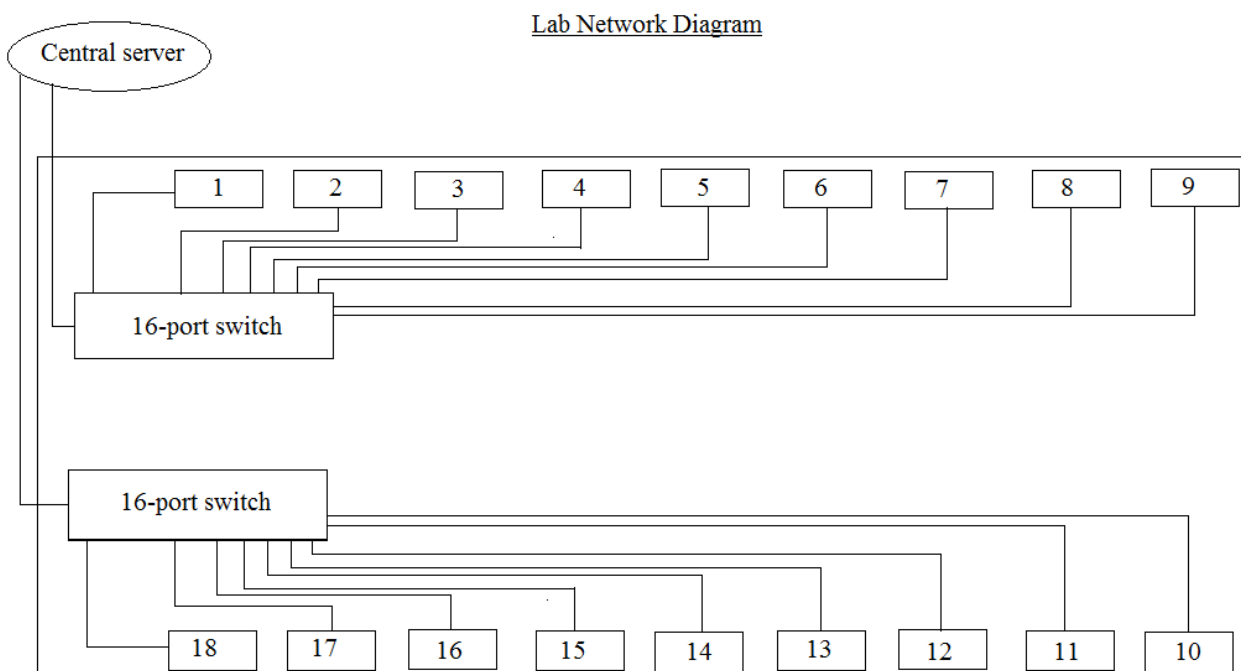 Lab Network Diagram
Central server
1 2 3 4 5 6 7 8 9
16-port switch
16-port switch
18 17 16 15 14 13 12 11 10